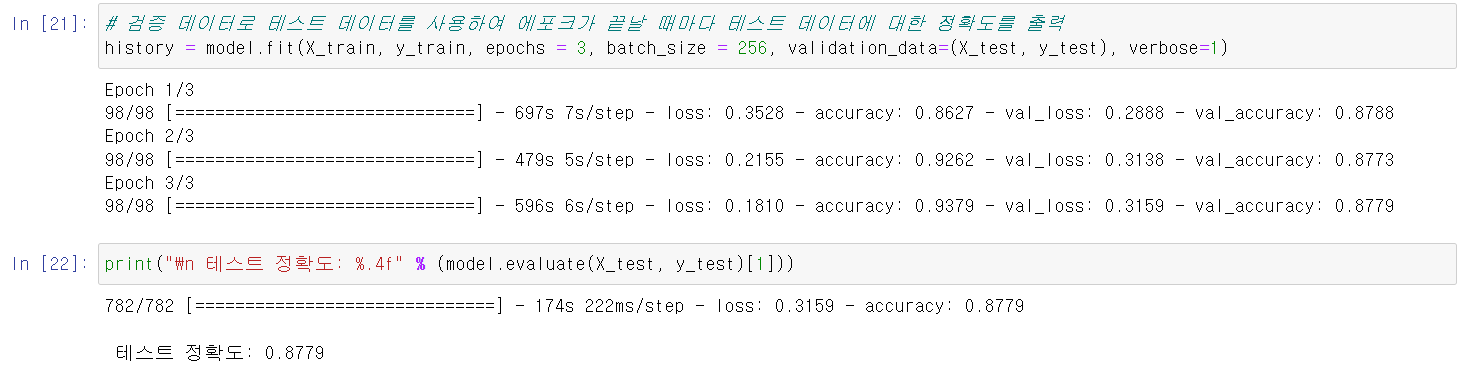 In [21]: # 검증 데이터로 테스트 데이터를 사용하여 에포크가 끝날 때마다 테스트 데이터에 대한 정확도를 출력
history = model.fit(X_train, y_train, epochs = 3, batch_size = 256, validation_data=(X_test, y_test), verbose=1)
Epoch 1/3
98/98 [==============================] - 697s 7s/step - loss: 0.3528 - accuracy: 0.8627 - val_loss: 0.2888 - val_accuracy: 0.8788
Epoch 2/3
98/98 [==============================] - 479s 5s/step - loss: 0.2155 - accuracy: 0.9262 - val_loss: 0.3138 - val_accuracy: 0.8773
Epoch 3/3
98/98 [==============================] - 596s 6s/step - loss: 0.1810 - accuracy: 0.9379 - val_loss: 0.3159 - val_accuracy: 0.8779
In [22]: print("₩n 테스트 정확도: %.4f" % (model.evaluate(X_test, y_test)[1]))
782/782 [==============================] - 174s 222ms/step - loss: 0.3159 - accuracy: 0.8779
테스트 정확도: 0.8779